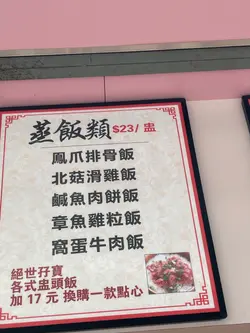 蒸飯類 $23/ 盅
鳳爪排骨飯
北菇滑雞飯
鹹魚肉餅飯
章魚雞粒飯
窩蛋牛肉飯
絕世孖寶
各式盅頭飯
加 17 元 換購一款點心